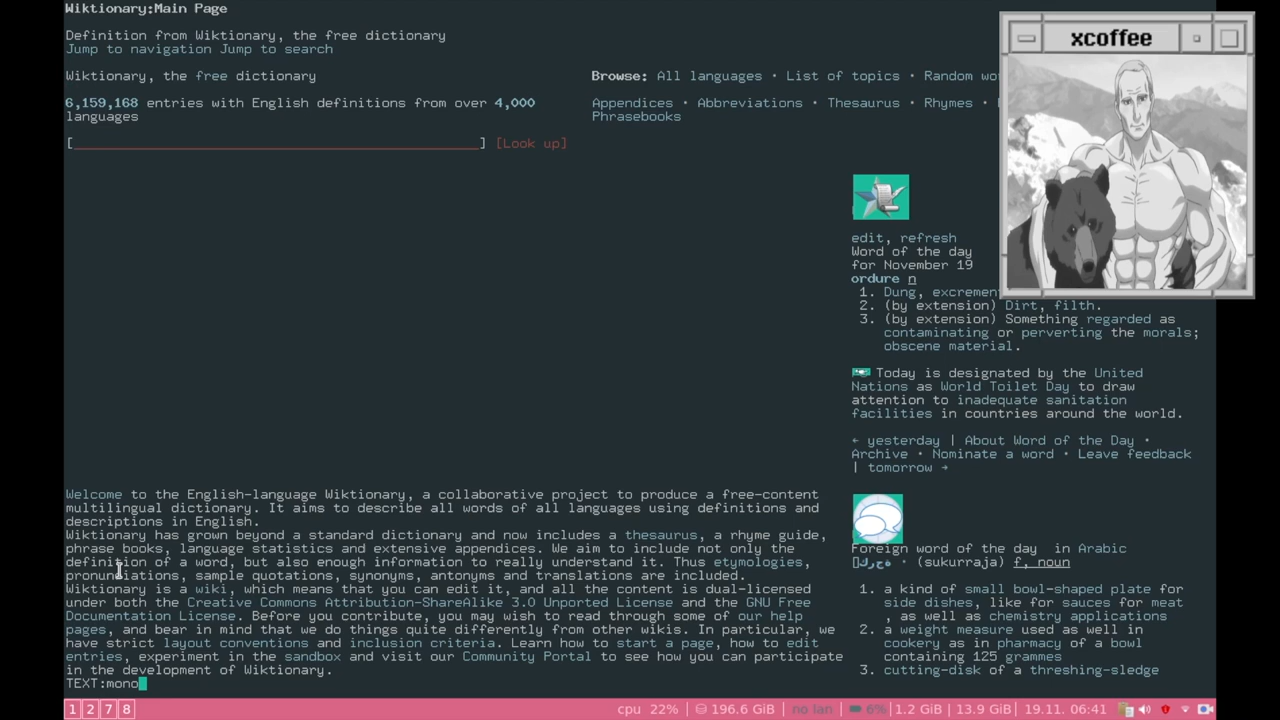 Wiktionary:Main Page
Definition from Wiktionary, the free dictionary
Jump to navigation Jump to search
Wiktionary, the free dictionary
6,159,168 entries with English definitions from over 4,000
languages
[                    ] [Look up]
Browse: All languages · List of topics · Random
Appendices · Abbreviations · Thesaurus · Rhymes ·
Phrasebooks
xcoffee
edit, refresh
Word of the day
for November 19
ordure n
1. Dung,
2. (by extension) Dirt, filth.
3. (by extension) Something regarded as
contaminating or perverting the morals;
obscene material.
Today is designated by the United
Nations as World Toilet Day to draw
attention to inadequate sanitation
facilities in countries around the world.
← yesterday | About Word of the Day ·
Archive · Nominate a word · Leave feedback
| tomorrow →
Welcome to the English-language Wiktionary, a collaborative project to produce a free-content
multilingual dictionary. It aims to describe all words of all languages using definitions and
descriptions in English.
Wiktionary has grown beyond a standard dictionary and now includes a thesaurus, a rhyme guide,
phrase books, language statistics and extensive appendices. We aim to include not only the
definition of a word, but also enough information to really understand it. Thus etymologies,
pronunciations, sample quotations, synonyms, antonyms and translations are included.
Wiktionary is a wiki, which means that you can edit it, and all the content is dual-licensed
under both the Creative Commons Attribution-ShareAlike 3.0 Unported License and the GNU Free
Documentation License. Before you contribute, you may wish to read through some of our help
pages, and bear in mind that we do things quite differently from other wikis. In particular, we
have strict layout conventions and inclusion criteria. Learn how to start a page, how to edit
entries, experiment in the sandbox and visit our Community Portal to see how you can participate
in the development of Wiktionary.
Foreign word of the day in Arabic
· (sukurraja) f, noun
1. a kind of small bowl-shaped plate for
side dishes, like for sauces for meat
, as well as chemistry applications
2. a weight measure used as well in
cookery as in pharmacy of a bowl
containing 125 grammes
3. cutting-disk of a threshing-sledge
TEXT:mono
1 2 7 8
cpu 22% | 196.6 GiB | no lan | 6% | 1.2 GiB | 13.9 GiB | 19.11. 06:41